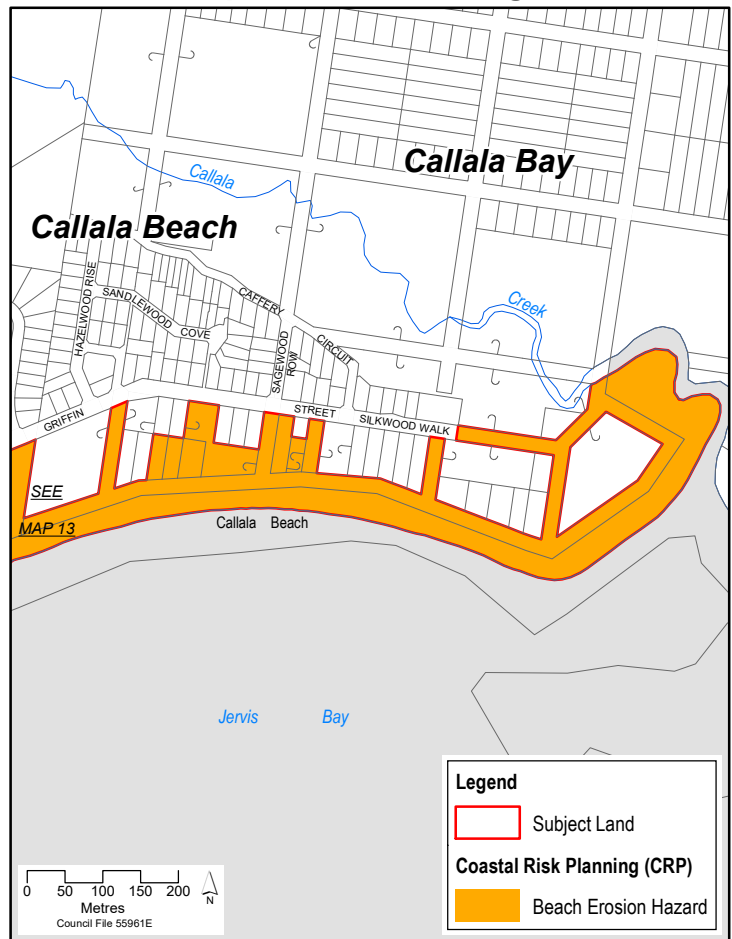 Callala Bay
Callala
Callala Beach
Creek
HAZELWOOD RISE
SANDLEWOOD COVE
CAFFERY CIRCUIT
SAGEWOOD
ROW
GRIFFIN STREET
SILKWOOD WALK
SEE
MAP 13
Callala Beach
Jervis Bay
Legend
Subject Land
Coastal Risk Planning (CRP)
Beach Erosion Hazard
0 50 100 150 200
Metres
N
Council File 55961E